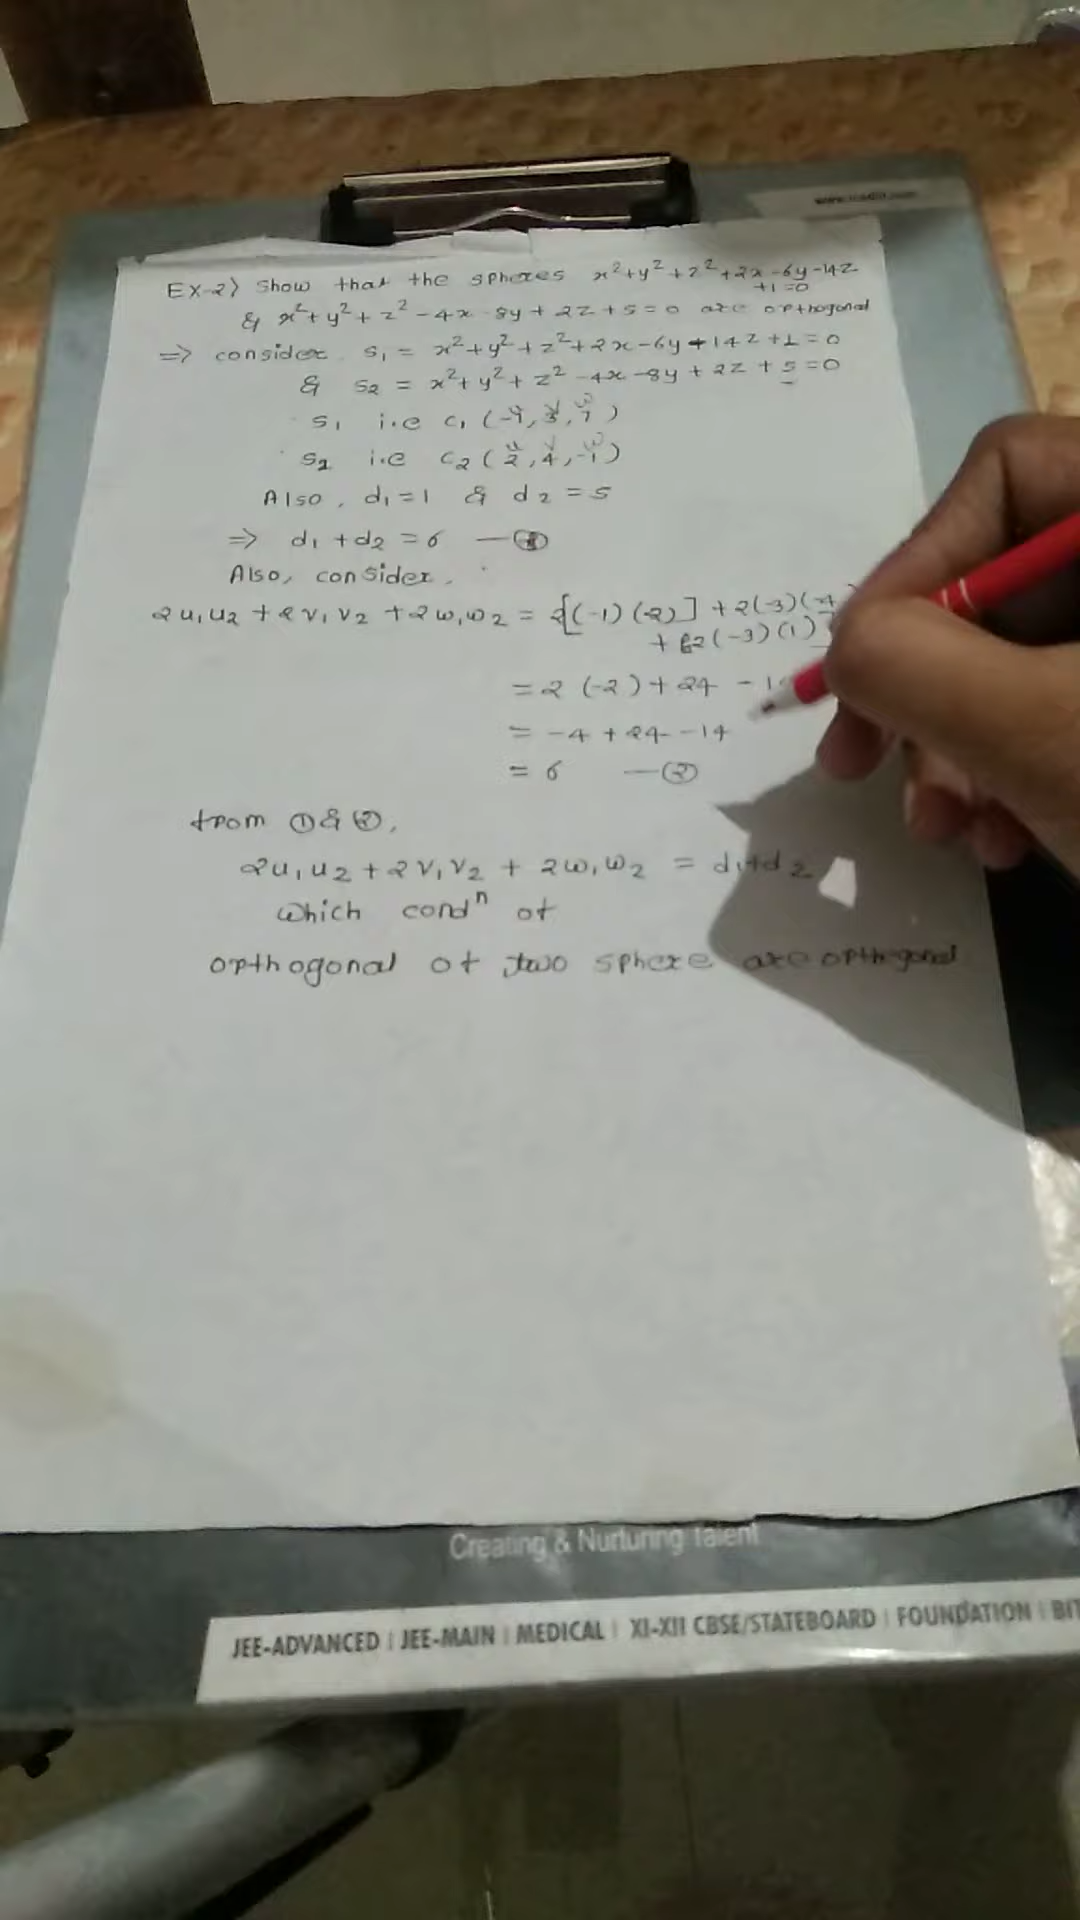 EX-2) Show that the spheres x²+y²+z²+2x-6y-14z
+1=0
& x²+y²+z²-4x-8y+2z+5=0 are orthogonal
=> consider S₁ = x²+y²+z²+2x-6y-14z+1=0
& S₂ = x²+y²+z²-4x-8y+2z+5=0
S₁ i.e C₁ (-1, 3, 7)
S₂ i.e C₂ (2, 4, -1)
Also, d₁=1 & d₂=5
=> d₁+d₂=6 —①
Also, consider,
2u₁u₂+2v₁v₂+2w₁w₂ = 2[(-1)(-2)] + 2(-3)(-4
= 2(-2)+24
= -4+24-14
= 6 —②
from ①&②,
2u₁u₂+2v₁v₂+2w₁w₂ = d₁+d₂
which condⁿ of
orthogonal of two sphere are orthogonal
Creating & Nurturing Talent
JEE-ADVANCED | JEE-MAIN | MEDICAL | XI-XII CBSE/STATEBOARD | FOUNDATION | BIT